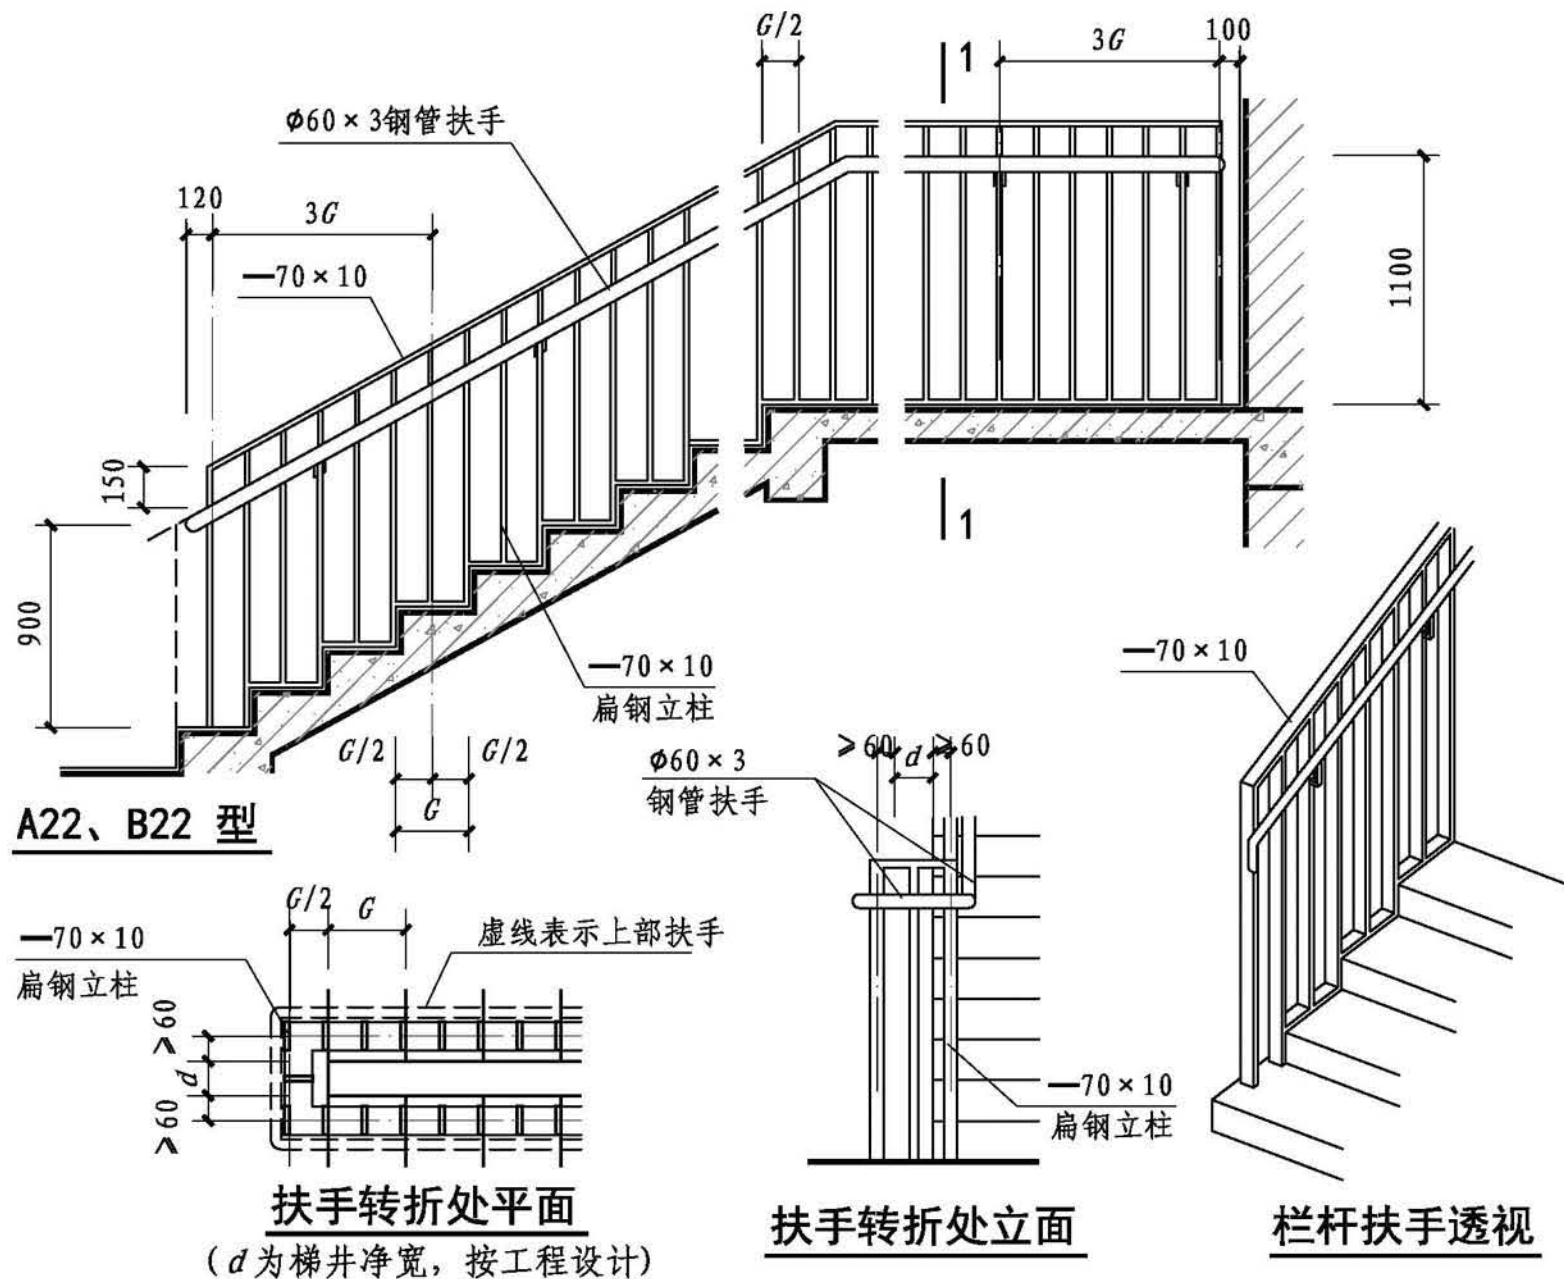 G/2
3G
100
1
ø60×3钢管扶手
120
3G
—70×10
1100
150
900
1
—70×10
扁钢立柱
—70×10
G/2
G/2
G
≥60
d
≥60
ø60×3
钢管扶手
A22、B22 型
G/2
G
虚线表示上部扶手
—70×10
扁钢立柱
≥60
d
≥60
—70×10
扁钢立柱
扶手转折处平面
(d为梯井净宽，按工程设计)
扶手转折处立面
栏杆扶手透视